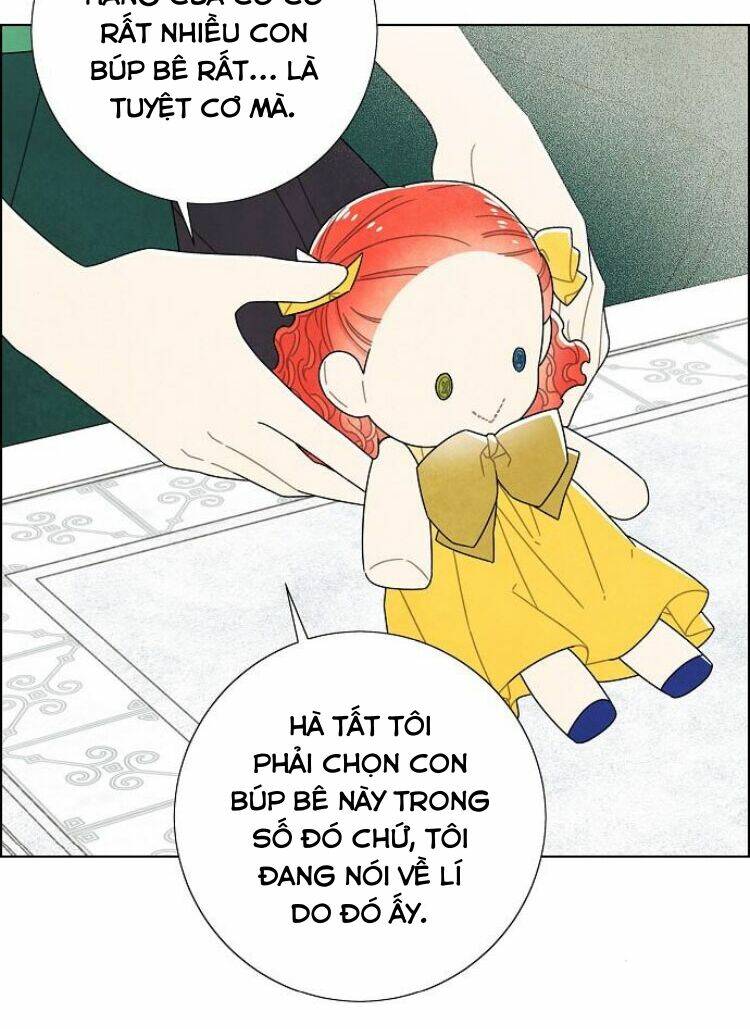 RẤT NHIỀU CON
BÚP BÊ RẤT... LÀ
TUYỆT CƠ MÀ.
HÀ TẤT TÔI
PHẢI CHỌN CON
BÚP BÊ NÀY TRONG
SỐ ĐÓ CHỨ, TÔI
ĐANG NÓI VỀ LÍ
DO ĐÓ ẤY.